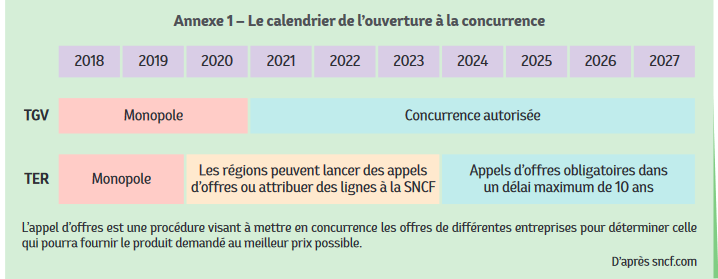 Annexe 1 – Le calendrier de l’ouverture à la concurrence
2018 2019 2020 2021 2022 2023 2024 2025 2026 2027
TGV Monopole Concurrence autorisée
TER Monopole Les régions peuvent lancer des appels d’offres ou attribuer des lignes à la SNCF Appels d’offres obligatoires dans un délai maximum de 10 ans
L’appel d’offres est une procédure visant à mettre en concurrence les offres de différentes entreprises pour déterminer celle
qui pourra fournir le produit demandé au meilleur prix possible.
D’après sncf.com